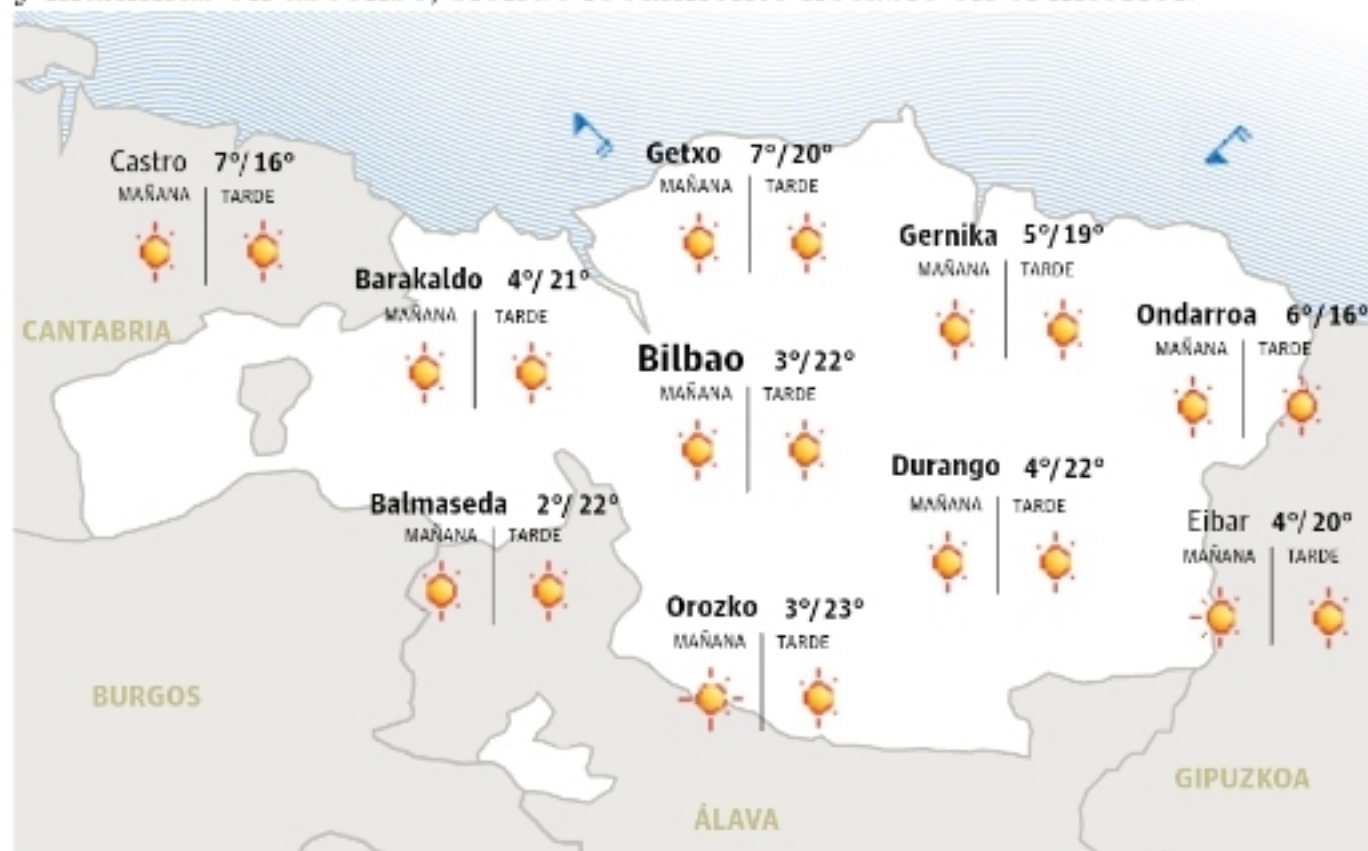 Castro 7°/16°
MAÑANA TARDE
Getxo 7°/20°
MAÑANA TARDE
Gernika 5°/19°
MAÑANA TARDE
Barakaldo 4°/21°
MAÑANA TARDE
CANTABRIA
Ondarroa 6°/16°
MAÑANA TARDE
Bilbao 3°/22°
MAÑANA TARDE
Durango 4°/22°
MAÑANA TARDE
Balmaseda 2°/22°
MAÑANA TARDE
Eibar 4°/20°
MAÑANA TARDE
Orozko 3°/23°
MAÑANA TARDE
BURGOS
GIPUZKOA
ÁLAVA